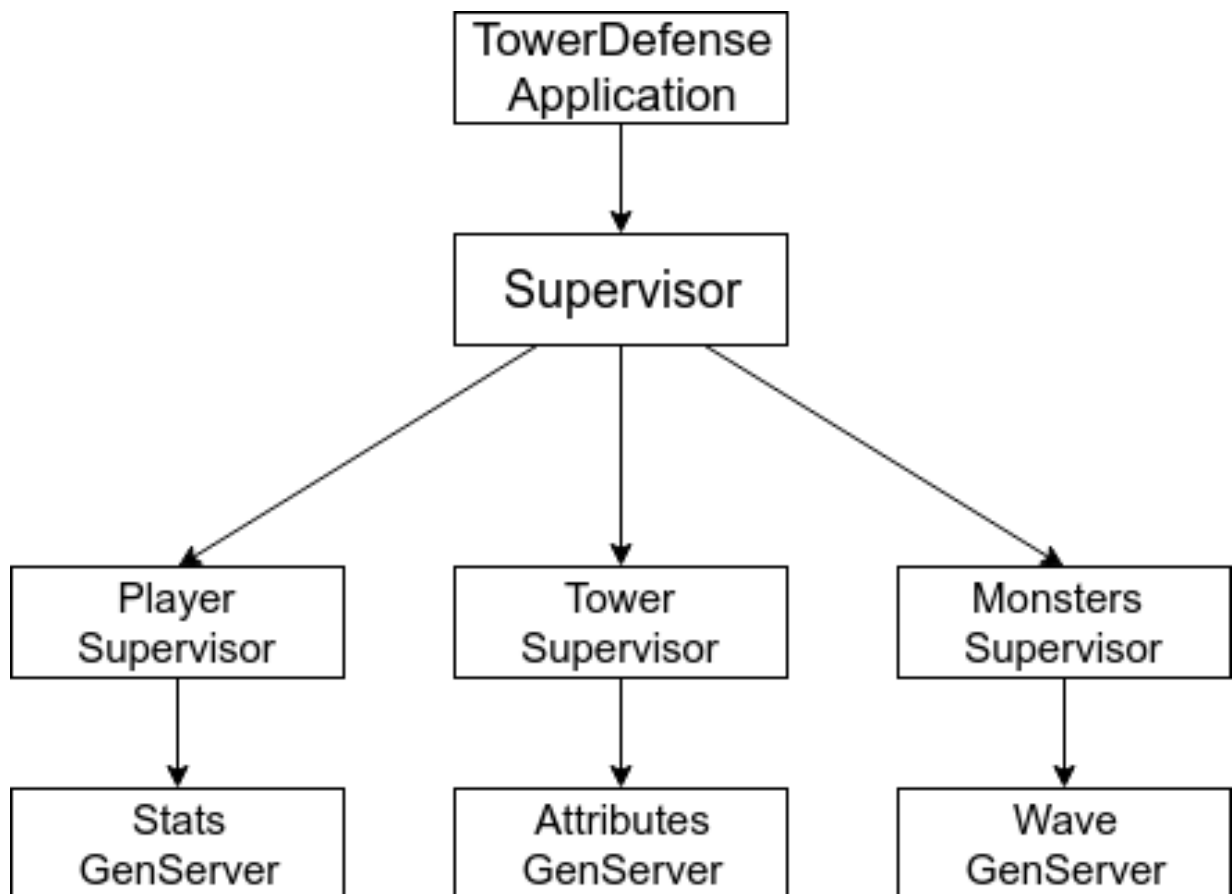 TowerDefense
Application
Supervisor
Player
Supervisor
Tower
Supervisor
Monsters
Supervisor
Stats
GenServer
Attributes
GenServer
Wave
GenServer